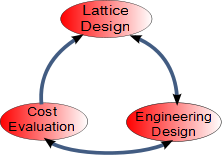 Lattice
Design
Cost
Evaluation
Engineering
Design